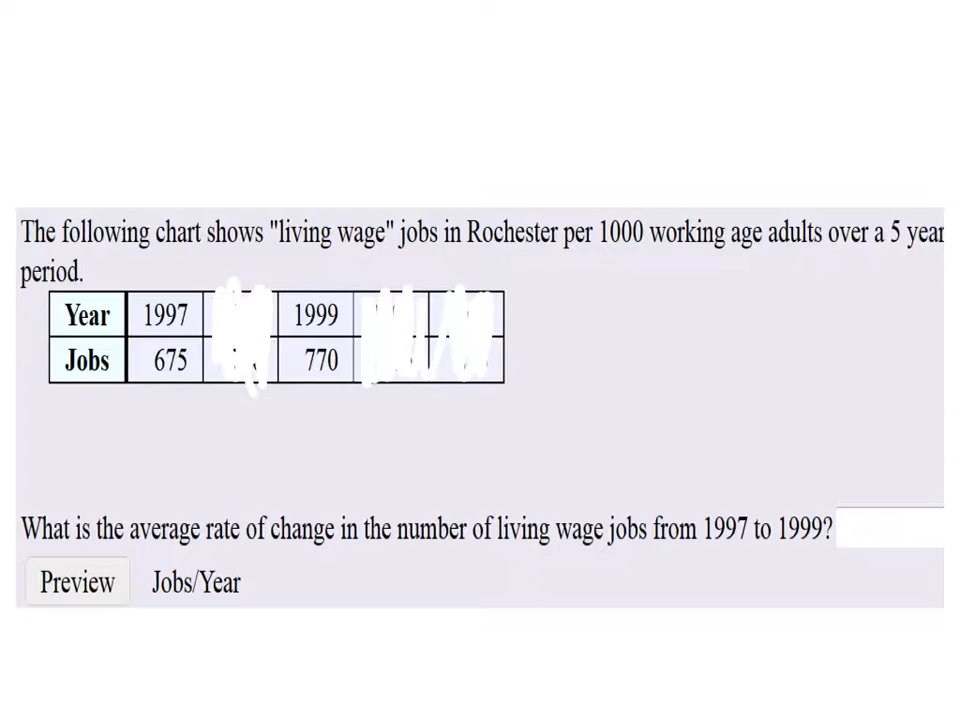 The following chart shows "living wage" jobs in Rochester per 1000 working age adults over a 5 year
period.
Year 1997 1999
Jobs 675 770
What is the average rate of change in the number of living wage jobs from 1997 to 1999?
Preview Jobs/Year